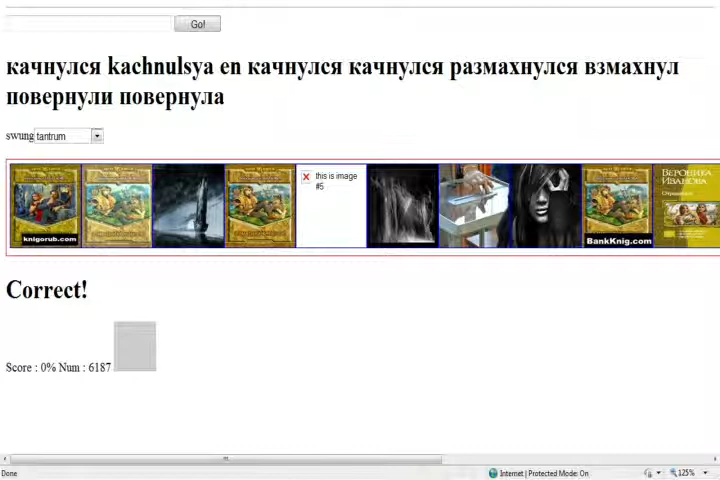 Go!
качнулся kachnulsya en качнулся качнулся размахнулся взмахнул
повернули повернула
swung tantrum
this is image
#5
knigorub.com
BankKnig.com
ВЕРОНИКА
ИВАНОВА
Correct!
Score : 0% Num : 6187
Done
Internet | Protected Mode: On
125%